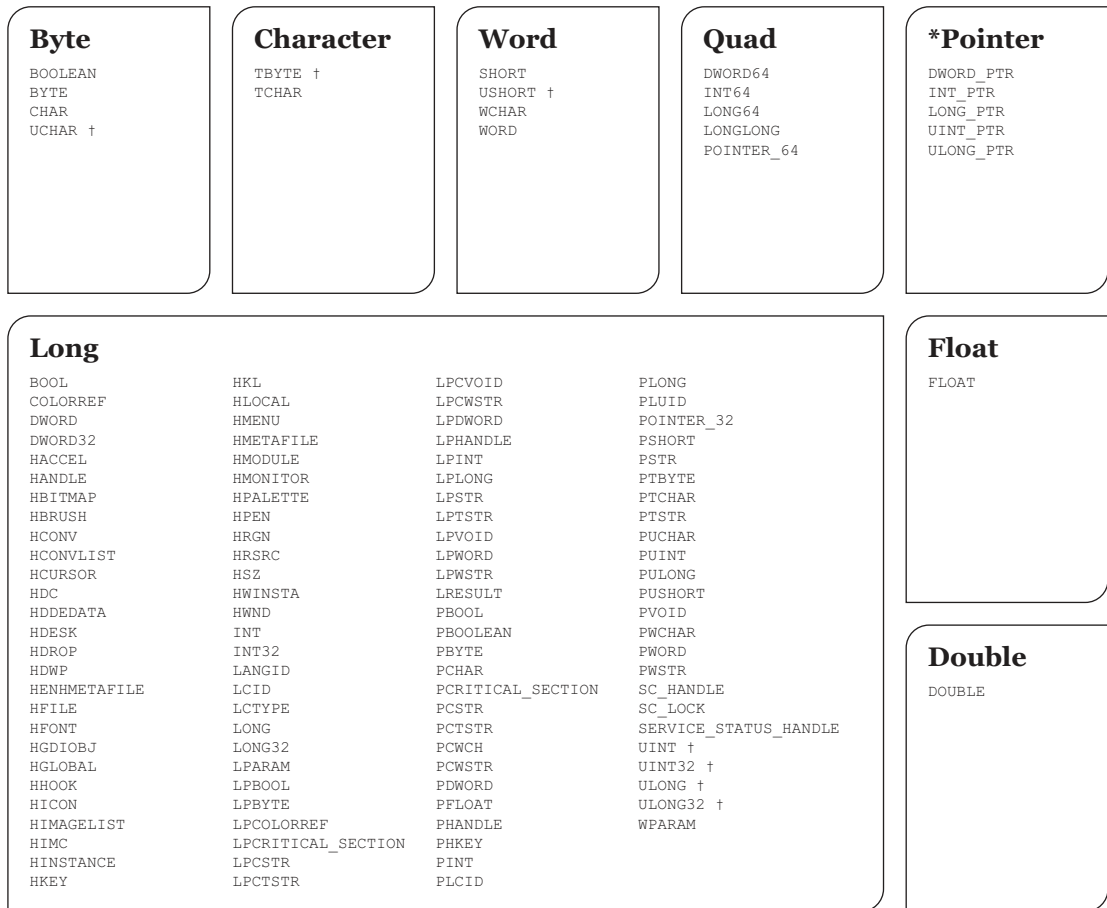 Byte
BOOLEAN
BYTE
CHAR
UCHAR †
Character
TBYTE †
TCHAR
Word
SHORT
USHORT †
WCHAR
WORD
Quad
DWORD64
INT64
LONG64
LONGLONG
POINTER_64
*Pointer
DWORD_PTR
INT_PTR
LONG_PTR
UINT_PTR
ULONG_PTR
Long
BOOL
COLORREF
DWORD
DWORD32
HACCEL
HANDLE
HBITMAP
HBRUSH
HCONV
HCONVLIST
HCURSOR
HDC
HDDEDATA
HDESK
HDROP
HDWP
HENHMETAFILE
HFILE
HFONT
HGDIOBJ
HGLOBAL
HHOOK
HICON
HIMAGELIST
HIMC
HINSTANCE
HKEY
HKL
HLOCAL
HMENU
HMETAFILE
HMODULE
HMONITOR
HPALETTE
HPEN
HRGN
HRSRC
HSZ
HWINSTA
HWND
INT
INT32
LANGID
LCID
LCTYPE
LONG
LONG32
LPARAM
LPBOOL
LPBYTE
LPCOLORREF
LPCRITICAL_SECTION
LPCSTR
LPCTSTR
LPCVOID
LPCWSTR
LPDWORD
LPHANDLE
LPINT
LPLONG
LPSTR
LPTSTR
LPVOID
LPWORD
LPWSTR
LRESULT
PBOOL
PBOOLEAN
PBYTE
PCHAR
PCRITICAL_SECTION
PCSTR
PCTSTR
PCWCH
PCWSTR
PDWORD
PFLOAT
PHANDLE
PHKEY
PINT
PLCID
PLONG
PLUID
POINTER_32
PSHORT
PSTR
PTBYTE
PTCHAR
PTSTR
PUCHAR
PUINT
PULONG
PUSHORT
PVOID
PWCHAR
PWORD
PWSTR
SC_HANDLE
SC_LOCK
SERVICE_STATUS_HANDLE
UINT †
UINT32 †
ULONG †
ULONG32 †
WPARAM
Float
FLOAT
Double
DOUBLE